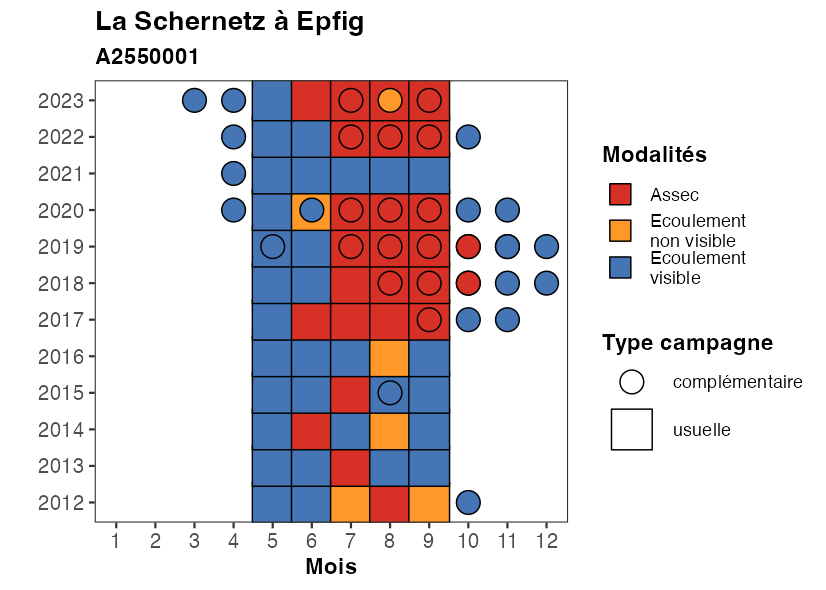 La Schernetz à Epfig
A2550001
2023
2022
2021
2020
2019
2018
2017
2016
2015
2014
2013
2012
1 2 3 4 5 6 7 8 9 10 11 12
Mois
Modalités
Assec
Ecoulement
non visible
Ecoulement
visible
Type campagne
complémentaire
usuelle